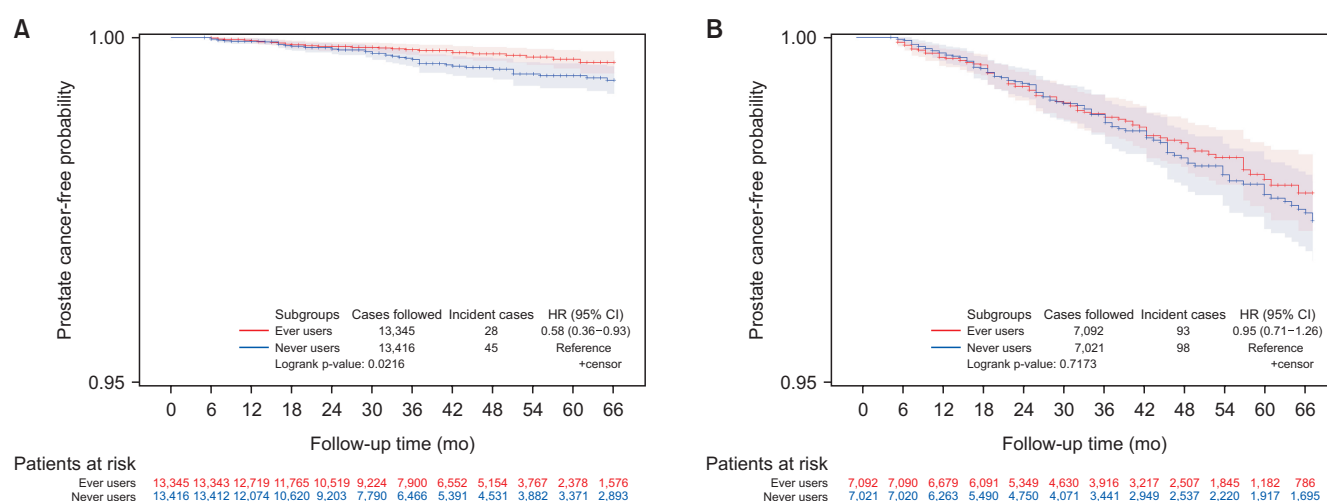 A
Prostate cancer-free probability
1.00
0.95
Subgroups Cases followed Incident cases HR (95% CI)
Ever users 13,345 28 0.58 (0.36−0.93)
Never users 13,416 45 Reference
Logrank p-value: 0.0216 +censor
0 6 12 18 24 30 36 42 48 54 60 66
Follow-up time (mo)
Patients at risk
Ever users 13,345 13,343 12,719 11,765 10,519 9,224 7,900 6,552 5,154 3,767 2,378 1,576
Never users 13,416 13,412 12,074 10,620 9,203 7,790 6,466 5,391 4,531 3,882 3,371 2,893
B
Prostate cancer-free probability
1.00
0.95
Subgroups Cases followed Incident cases HR (95% CI)
Ever users 7,092 93 0.95 (0.71−1.26)
Never users 7,021 98 Reference
Logrank p-value: 0.7173 +censor
0 6 12 18 24 30 36 42 48 54 60 66
Follow-up time (mo)
Patients at risk
Ever users 7,092 7,090 6,679 6,091 5,349 4,630 3,916 3,217 2,507 1,845 1,182 786
Never users 7,021 7,020 6,263 5,490 4,750 4,071 3,441 2,949 2,537 2,220 1,917 1,695